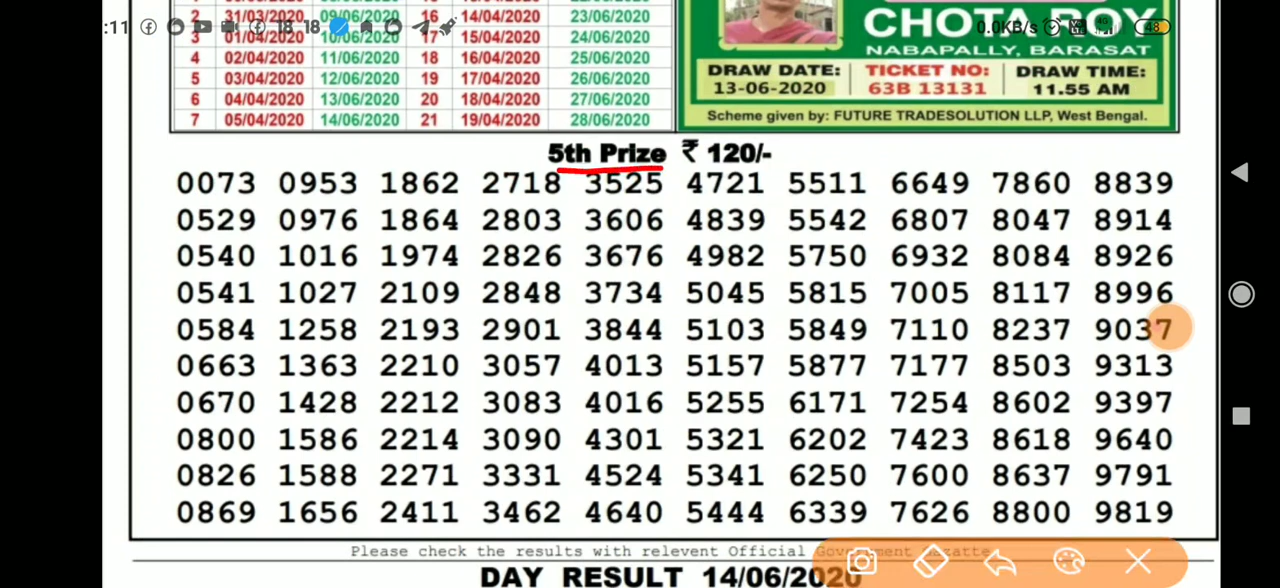 :11 18 18 0.0KB/s 4G 48
2 31/03/2020 09/06/2020 16 14/04/2020 23/06/2020
3 01/04/2020 10/06/2020 17 15/04/2020 24/06/2020
4 02/04/2020 11/06/2020 18 16/04/2020 25/06/2020
5 03/04/2020 12/06/2020 19 17/04/2020 26/06/2020
6 04/04/2020 13/06/2020 20 18/04/2020 27/06/2020
7 05/04/2020 14/06/2020 21 19/04/2020 28/06/2020
CHOTA ROY
NABAPALLY, BARASAT
DRAW DATE: TICKET NO: DRAW TIME:
13-06-2020 63B 13131 11.55 AM
Scheme given by: FUTURE TRADESOLUTION LLP, West Bengal.
5th Prize ₹ 120/-
0073 0953 1862 2718 3525 4721 5511 6649 7860 8839
0529 0976 1864 2803 3606 4839 5542 6807 8047 8914
0540 1016 1974 2826 3676 4982 5750 6932 8084 8926
0541 1027 2109 2848 3734 5045 5815 7005 8117 8996
0584 1258 2193 2901 3844 5103 5849 7110 8237 9037
0663 1363 2210 3057 4013 5157 5877 7177 8503 9313
0670 1428 2212 3083 4016 5255 6171 7254 8602 9397
0800 1586 2214 3090 4301 5321 6202 7423 8618 9640
0826 1588 2271 3331 4524 5341 6250 7600 8637 9791
0869 1656 2411 3462 4640 5444 6339 7626 8800 9819
Please check the results with relevent Official Government Gazatte
DAY RESULT 14/06/2020